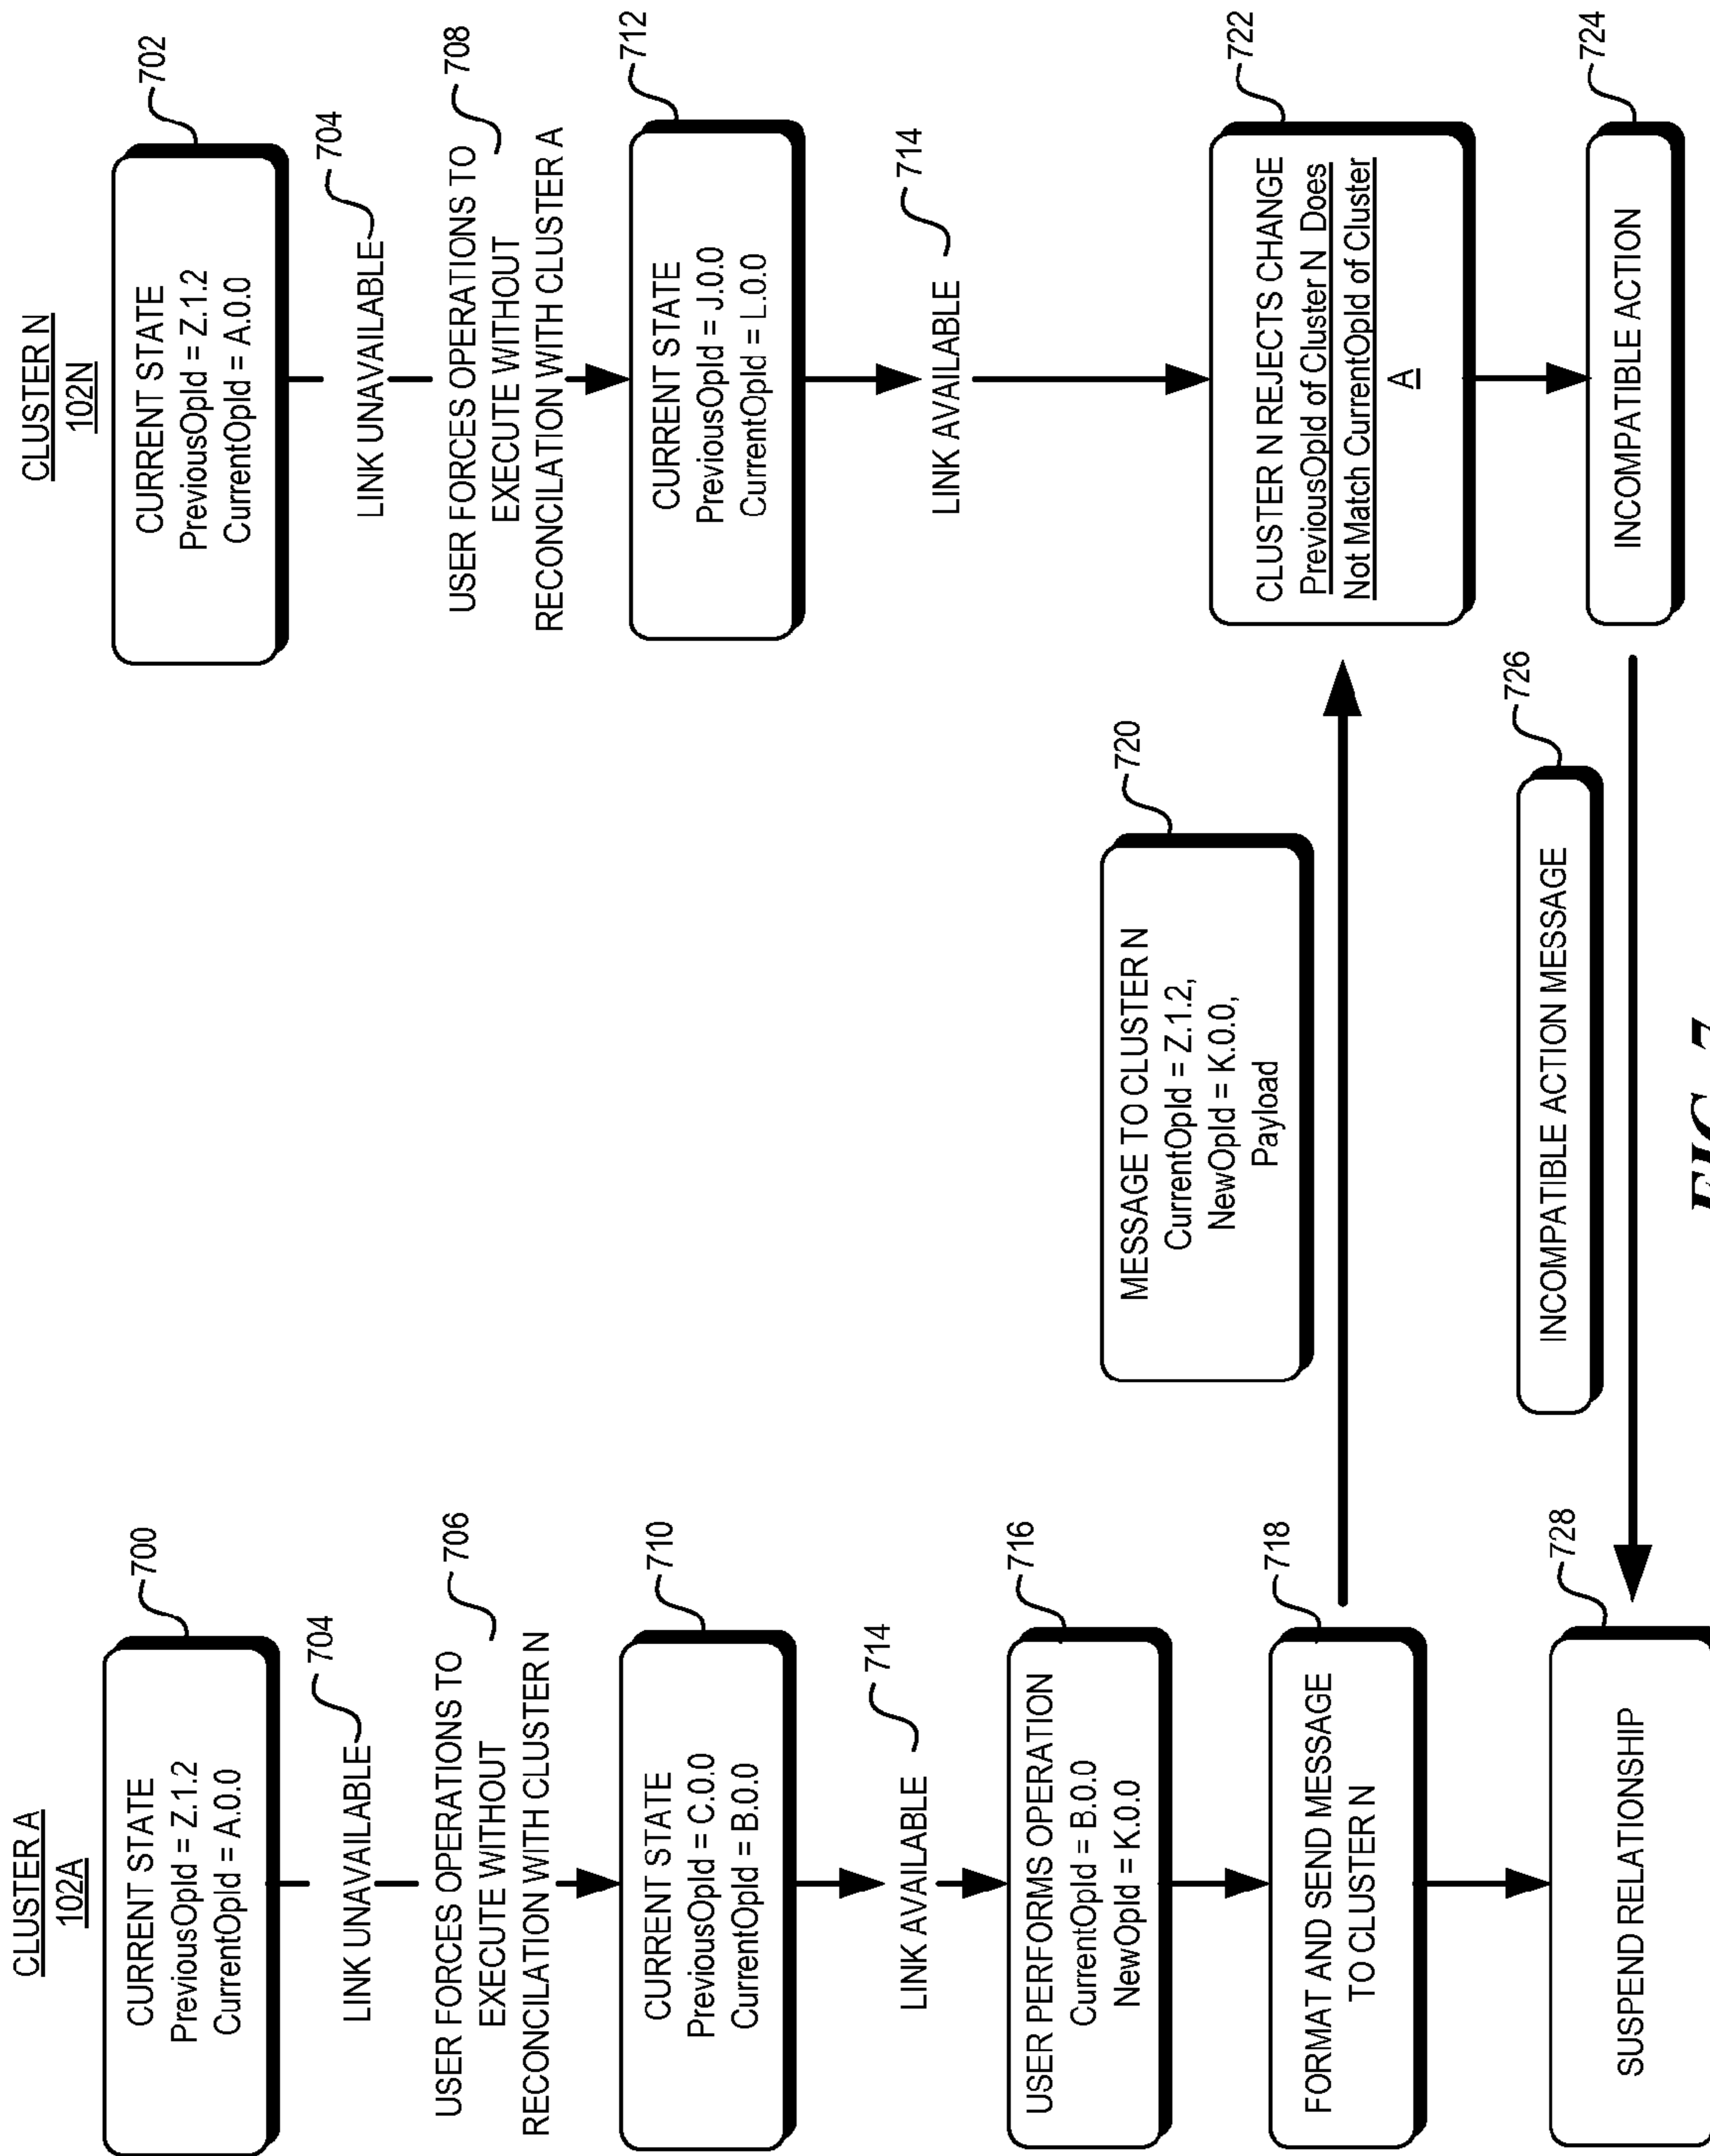 CLUSTER A
102A
CURRENT STATE
PreviousOpId = Z.1.2
CurrentOpId = A.0.0
700
LINK UNAVAILABLE
704
USER FORCES OPERATIONS TO
EXECUTE WITHOUT
RECONCILATION WITH CLUSTER N
706
CURRENT STATE
PreviousOpId = C.0.0
CurrentOpId = B.0.0
710
LINK AVAILABLE
714
USER PERFORMS OPERATION
CurrentOpId = B.0.0
NewOpId = K.0.0
716
FORMAT AND SEND MESSAGE
TO CLUSTER N
718
SUSPEND RELATIONSHIP
728
MESSAGE TO CLUSTER N
CurrentOpId = Z.1.2,
NewOpId = K.0.0,
Payload
720
INCOMPATIBLE ACTION MESSAGE
726
CLUSTER N
102N
CURRENT STATE
PreviousOpId = Z.1.2
CurrentOpId = A.0.0
702
LINK UNAVAILABLE
704
USER FORCES OPERATIONS TO
EXECUTE WITHOUT
RECONCILATION WITH CLUSTER A
708
CURRENT STATE
PreviousOpId = J.0.0
CurrentOpId = L.0.0
712
LINK AVAILABLE
714
CLUSTER N REJECTS CHANGE
PreviousOpId of Cluster N Does
Not Match CurrentOpId of Cluster
A
722
INCOMPATIBLE ACTION
724
FIG. 7